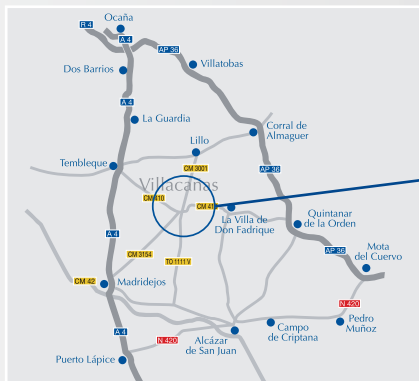 Ocaña
R 4
A 4
AP 36
Villatobas
Dos Barrios
A 4
La Guardia
Corral de
Almaguer
Lillo
Tembleque
CM 3001
AP 36
Villacañas
CM 410
CM 41
La Villa de
Don Fadrique
Quintanar
de la Orden
A 4
AP 36
Mota
del Cuervo
CM 3154
TO 1111 V
CM 42
Madridejos
N 420
A 4
N 420
Alcázar
de San Juan
Campo
de Criptana
Pedro
Muñoz
Puerto Lápice
A 4